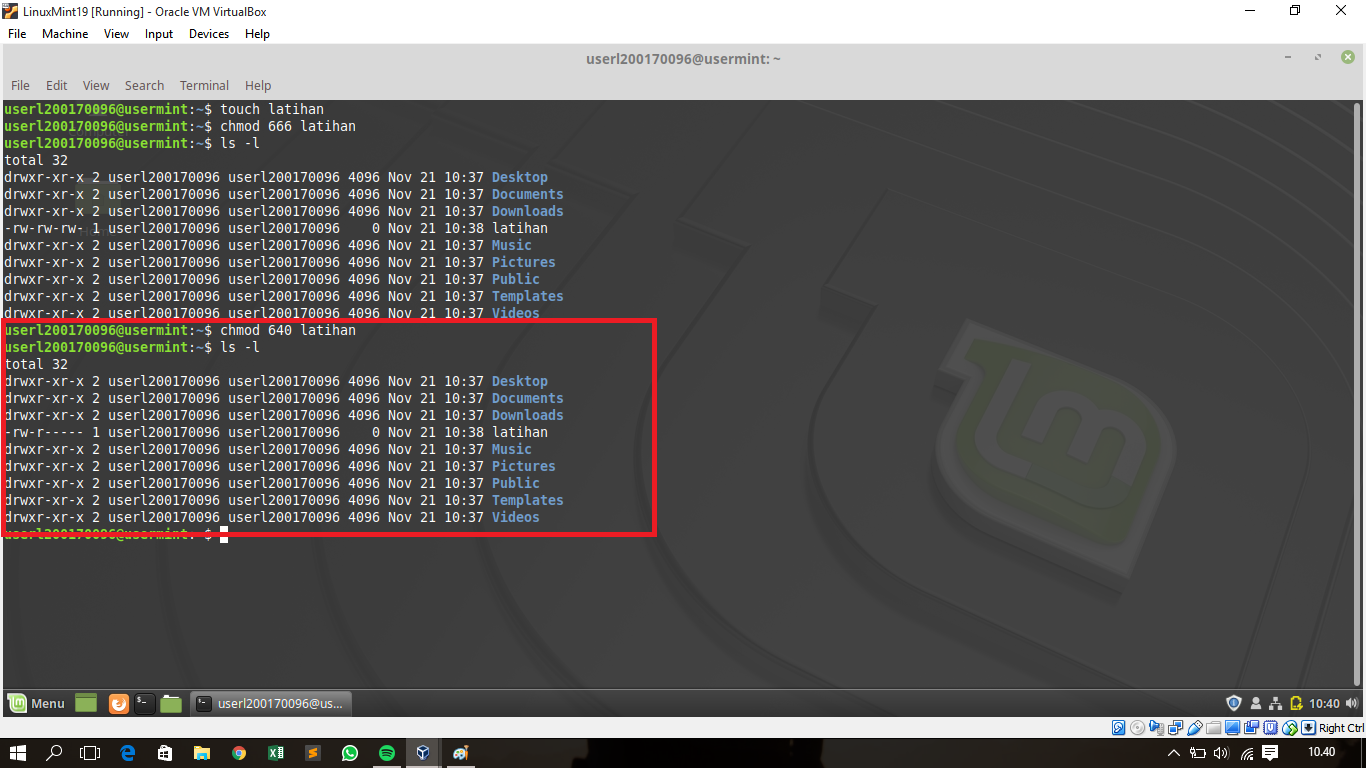 LinuxMint19 [Running] - Oracle VM VirtualBox
File Machine View Input Devices Help
userl200170096@usermint: ~
File Edit View Search Terminal Help
userl200170096@usermint:~$ touch latihan
userl200170096@usermint:~$ chmod 666 latihan
userl200170096@usermint:~$ ls -l
total 32
drwxr-xr-x 2 userl200170096 userl200170096 4096 Nov 21 10:37 Desktop
drwxr-xr-x 2 userl200170096 userl200170096 4096 Nov 21 10:37 Documents
drwxr-xr-x 2 userl200170096 userl200170096 4096 Nov 21 10:37 Downloads
-rw-rw-rw- 1 userl200170096 userl200170096    0 Nov 21 10:38 latihan
drwxr-xr-x 2 userl200170096 userl200170096 4096 Nov 21 10:37 Music
drwxr-xr-x 2 userl200170096 userl200170096 4096 Nov 21 10:37 Pictures
drwxr-xr-x 2 userl200170096 userl200170096 4096 Nov 21 10:37 Public
drwxr-xr-x 2 userl200170096 userl200170096 4096 Nov 21 10:37 Templates
drwxr-xr-x 2 userl200170096 userl200170096 4096 Nov 21 10:37 Videos
userl200170096@usermint:~$ chmod 640 latihan
userl200170096@usermint:~$ ls -l
total 32
drwxr-xr-x 2 userl200170096 userl200170096 4096 Nov 21 10:37 Desktop
drwxr-xr-x 2 userl200170096 userl200170096 4096 Nov 21 10:37 Documents
drwxr-xr-x 2 userl200170096 userl200170096 4096 Nov 21 10:37 Downloads
-rw-r----- 1 userl200170096 userl200170096    0 Nov 21 10:38 latihan
drwxr-xr-x 2 userl200170096 userl200170096 4096 Nov 21 10:37 Music
drwxr-xr-x 2 userl200170096 userl200170096 4096 Nov 21 10:37 Pictures
drwxr-xr-x 2 userl200170096 userl200170096 4096 Nov 21 10:37 Public
drwxr-xr-x 2 userl200170096 userl200170096 4096 Nov 21 10:37 Templates
drwxr-xr-x 2 userl200170096 userl200170096 4096 Nov 21 10:37 Videos
userl200170096@usermint:~$
Menu userl200170096@us... 10:40
Right Ctrl
10.40